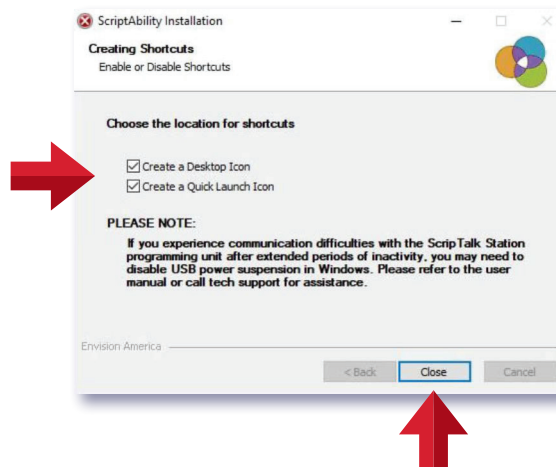 ScriptAbility Installation
Creating Shortcuts
Enable or Disable Shortcuts
Choose the location for shortcuts
Create a Desktop Icon
Create a Quick Launch Icon
PLEASE NOTE:
If you experience communication difficulties with the ScripTalk Station
programming unit after extended periods of inactivity, you may need to
disable USB power suspension in Windows. Please refer to the user
manual or call tech support for assistance.
Envision America
< Back Close Cancel